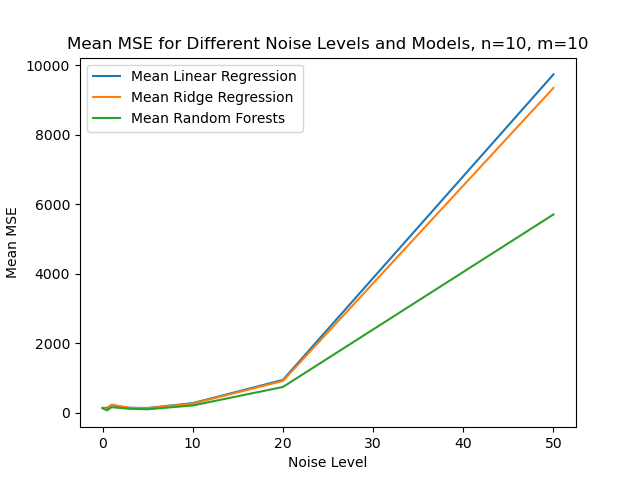 Mean MSE for Different Noise Levels and Models, n=10, m=10
Mean Linear Regression
Mean Ridge Regression
Mean Random Forests
Mean MSE
10000
8000
6000
4000
2000
0
0 10 20 30 40 50
Noise Level